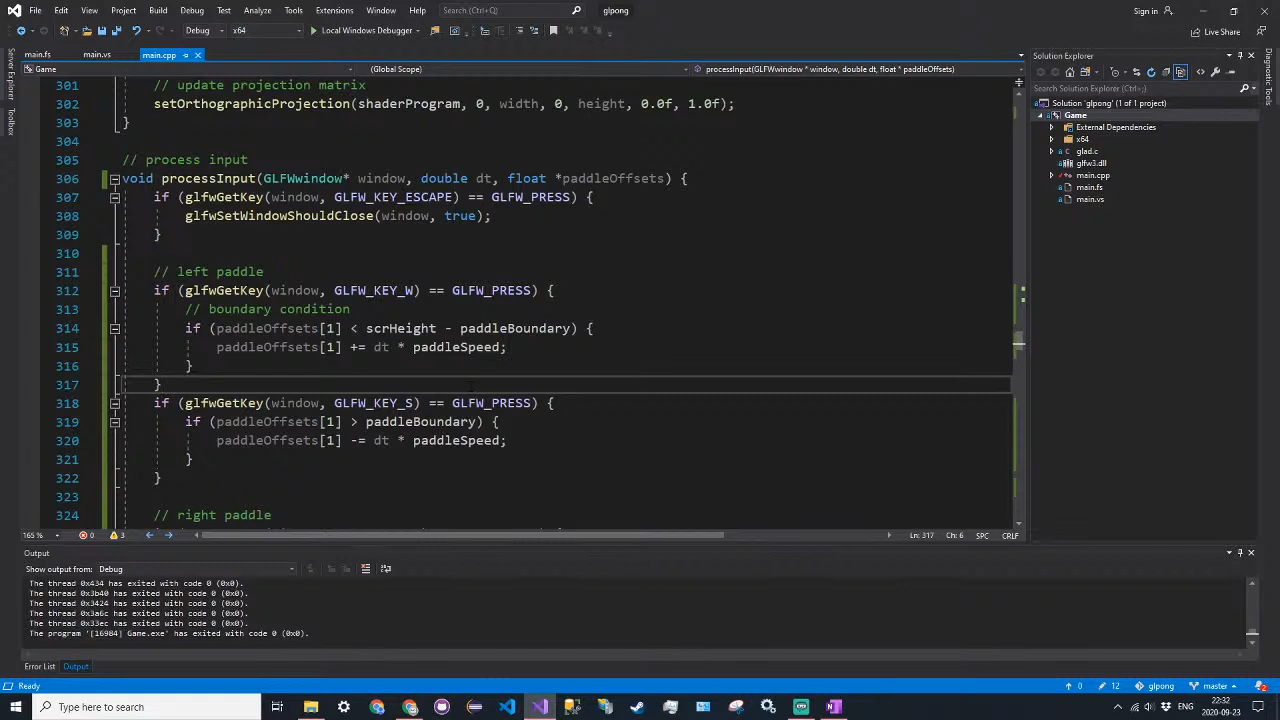 File Edit View Project Build Debug Test Analyze Tools Extensions Window Help Search (Ctrl+Q) glpong Sign in
Debug x64 Local Windows Debugger Live Share
main.fs main.vs main.cpp
Game (Global Scope) processInput(GLFWwindow * window, double dt, float * paddleOffsets)
301 // update projection matrix
302 setOrthographicProjection(shaderProgram, 0, width, 0, height, 0.0f, 1.0f);
303 }
304
305 // process input
306 void processInput(GLFWwindow* window, double dt, float *paddleOffsets) {
307 if (glfwGetKey(window, GLFW_KEY_ESCAPE) == GLFW_PRESS) {
308 glfwSetWindowShouldClose(window, true);
309 }
310
311 // left paddle
312 if (glfwGetKey(window, GLFW_KEY_W) == GLFW_PRESS) {
313 // boundary condition
314 if (paddleOffsets[1] < scrHeight - paddleBoundary) {
315 paddleOffsets[1] += dt * paddleSpeed;
316 }
317 }
318 if (glfwGetKey(window, GLFW_KEY_S) == GLFW_PRESS) {
319 if (paddleOffsets[1] > paddleBoundary) {
320 paddleOffsets[1] -= dt * paddleSpeed;
321 }
322 }
323
324 // right paddle
165 % 0 3 Ln: 317 Ch: 6 SPC CRLF
Server Explorer
Toolbox
Solution Explorer
Search Solution Explorer (Ctrl+;)
Solution 'glpong' (1 of 1 project)
Game
External Dependencies
x64
glad.c
glfw3.dll
main.cpp
main.fs
main.vs
Diagnostic Tools
Output
Show output from: Debug
The thread 0x434 has exited with code 0 (0x0).
The thread 0x3b40 has exited with code 0 (0x0).
The thread 0x3424 has exited with code 0 (0x0).
The thread 0x3a6c has exited with code 0 (0x0).
The thread 0x33ec has exited with code 0 (0x0).
The program '[16984] Game.exe' has exited with code 0 (0x0).
Error List Output
Ready 0 12 glpong master 2
Type here to search ENG 22:32
2020-09-23